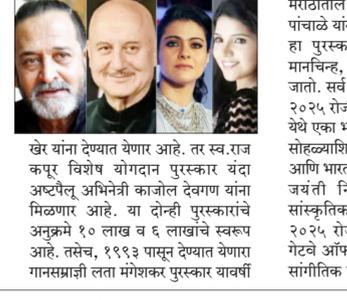 खेर यांना देण्यात येणार आहे. तर स्व.राज
कपूर विशेष योगदान पुरस्कार यंदा
अष्टपैलू अभिनेत्री काजोल देवगण यांना
मिळणार आहे. या दोन्ही पुरस्कारांचे
अनुक्रमे १० लाख व ६ लाखांचे स्वरूप
आहे. तसेच, १९९३ पासून देण्यात येणारा
गानसम्राज्ञी लता मंगेशकर पुरस्कार यावर्षी
मराठीतील
पांचाळे यां
हा पुरस्क
मानचिन्ह,
जातो. सर्व
२०२५ रोज
येथे एका भ
सोहळ्याशि
आणि भारत
जयंती नि
सांस्कृतिक
२०२५ रो
गेटवे ऑफ
सांगीतिक